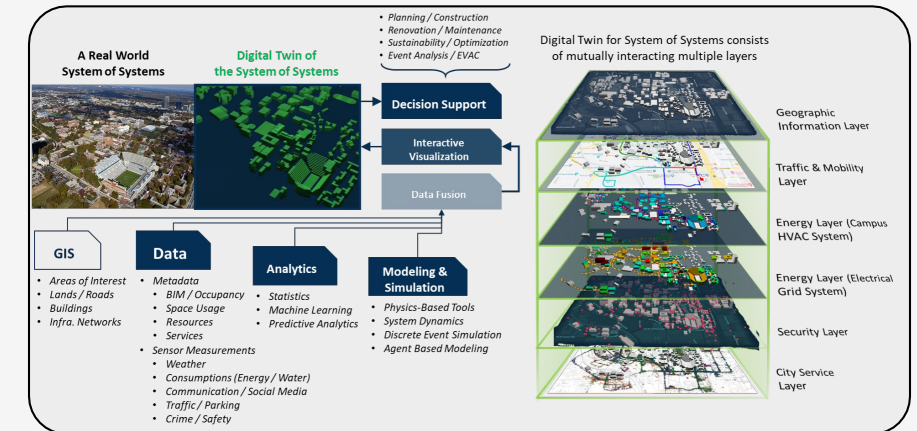 • Planning / Construction
• Renovation / Maintenance
• Sustainability / Optimization
• Event Analysis / EVAC
A Real World
System of Systems
Digital Twin of
the System of Systems
Decision Support
Interactive
Visualization
Data Fusion
GIS
• Areas of Interest
• Lands / Roads
• Buildings
• Infra. Networks
Data
• Metadata
• BIM / Occupancy
• Space Usage
• Resources
• Services
• Sensor Measurements
• Weather
• Consumptions (Energy / Water)
• Communication / Social Media
• Traffic / Parking
• Crime / Safety
Analytics
• Statistics
• Machine Learning
• Predictive Analytics
Modeling &
Simulation
• Physics-Based Tools
• System Dynamics
• Discrete Event Simulation
• Agent Based Modeling
Digital Twin for System of Systems consists
of mutually interacting multiple layers
Geographic
Information Layer
Traffic & Mobility
Layer
Energy Layer (Campus
HVAC System)
Energy Layer (Electrical
Grid System)
Security Layer
City Service
Layer